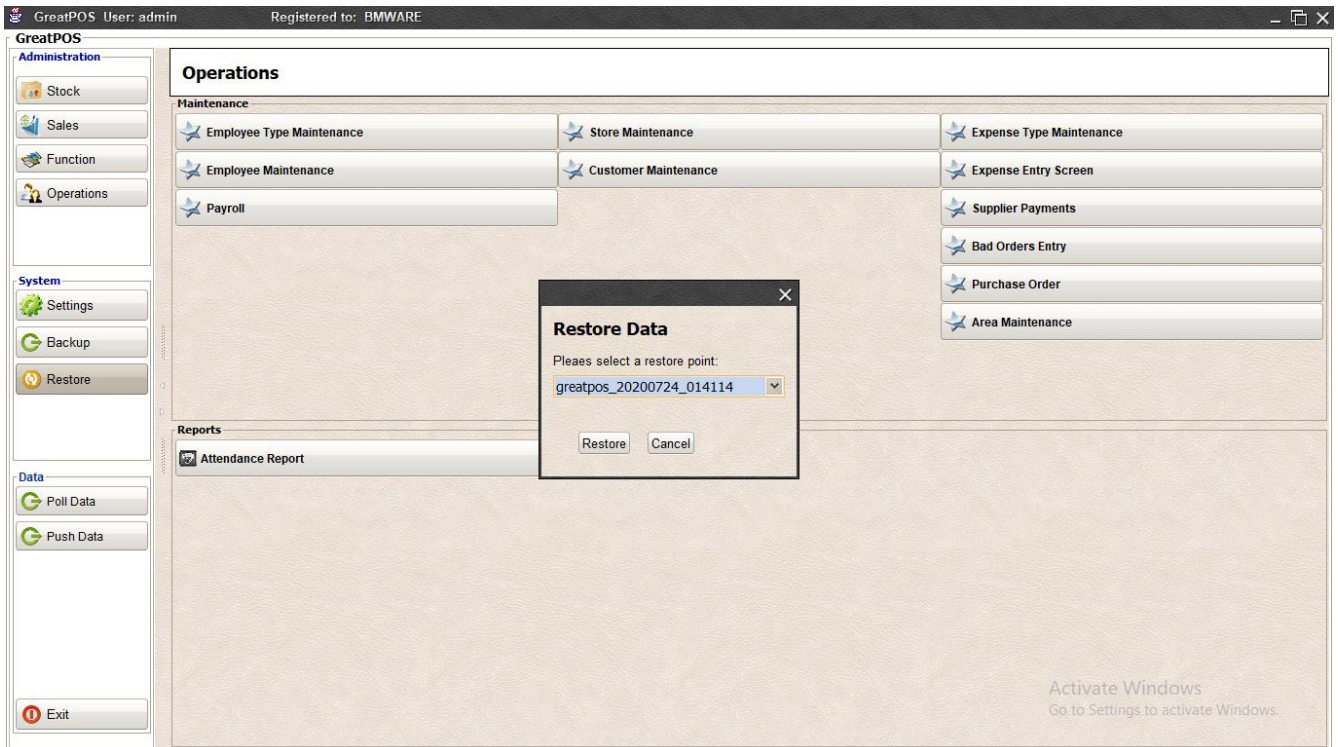 GreatPOS User: admin Registered to: BMWARE
GreatPOS
Administration
Stock
Sales
Function
Operations
System
Settings
Backup
Restore
Data
Poll Data
Push Data
Exit
Operations
Maintenance
Employee Type Maintenance
Store Maintenance
Expense Type Maintenance
Employee Maintenance
Customer Maintenance
Expense Entry Screen
Payroll
Supplier Payments
Bad Orders Entry
Purchase Order
Area Maintenance
Restore Data
Pleaes select a restore point:
greatpos_20200724_014114
Restore Cancel
Reports
Attendance Report
Activate Windows
Go to Settings to activate Windows.